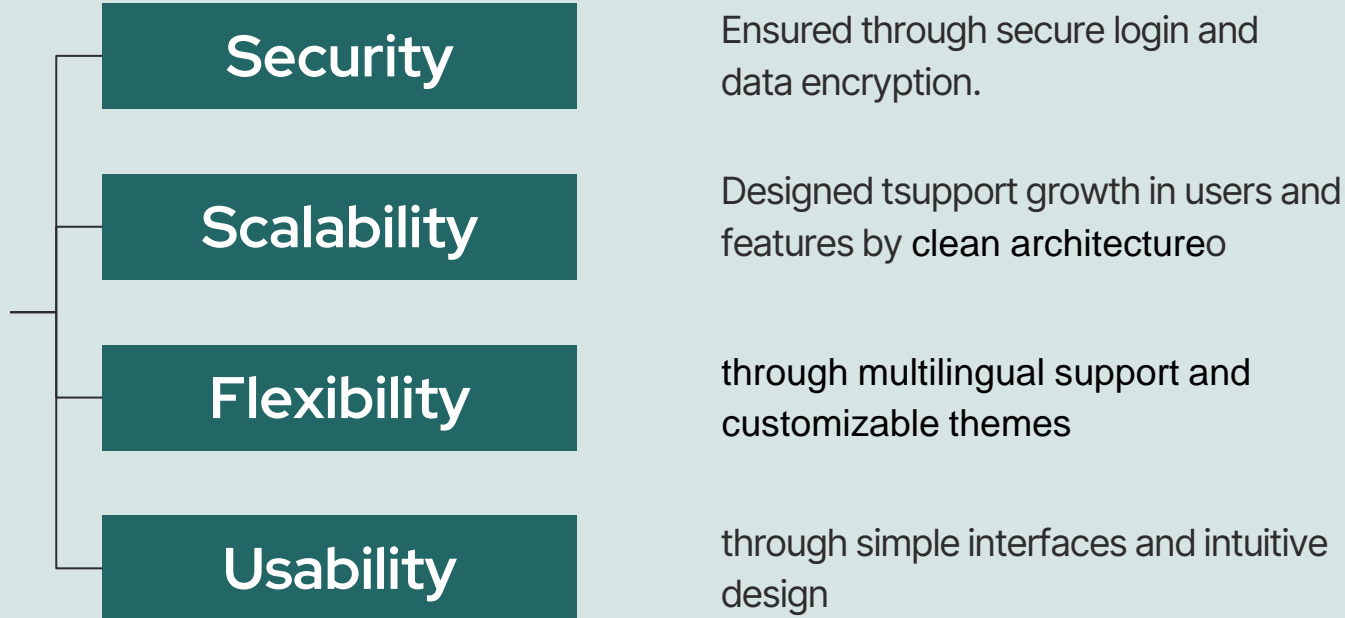 Security
Ensured through secure login and
data encryption.
Scalability
Designed tsupport growth in users and
features by clean architectureo
Flexibility
through multilingual support and
customizable themes
Usability
through simple interfaces and intuitive
design